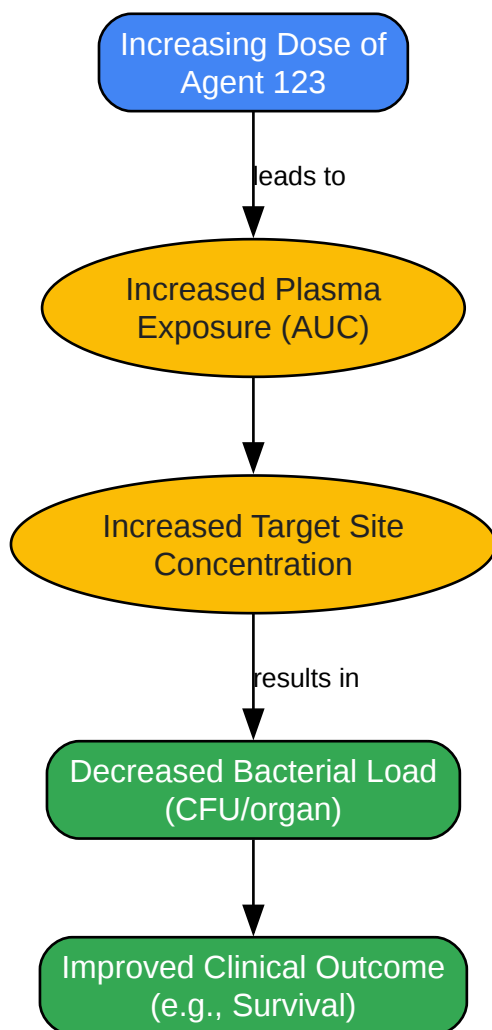 Increasing Dose of
Agent 123
leads to
Increased Plasma
Exposure (AUC)
Increased Target Site
Concentration
results in
Decreased Bacterial Load
(CFU/organ)
Improved Clinical Outcome
(e.g., Survival)